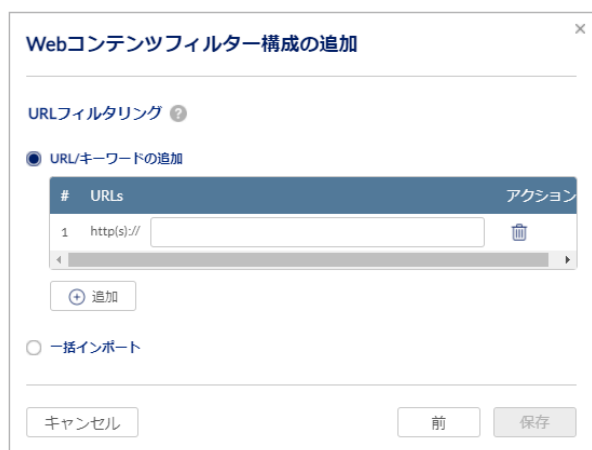 Webコンテンツフィルター構成の追加
URLフィルタリング ?
URL/キーワードの追加
# URLs アクション
1 http(s)://
追加
一括インポート
キャンセル 前 保存